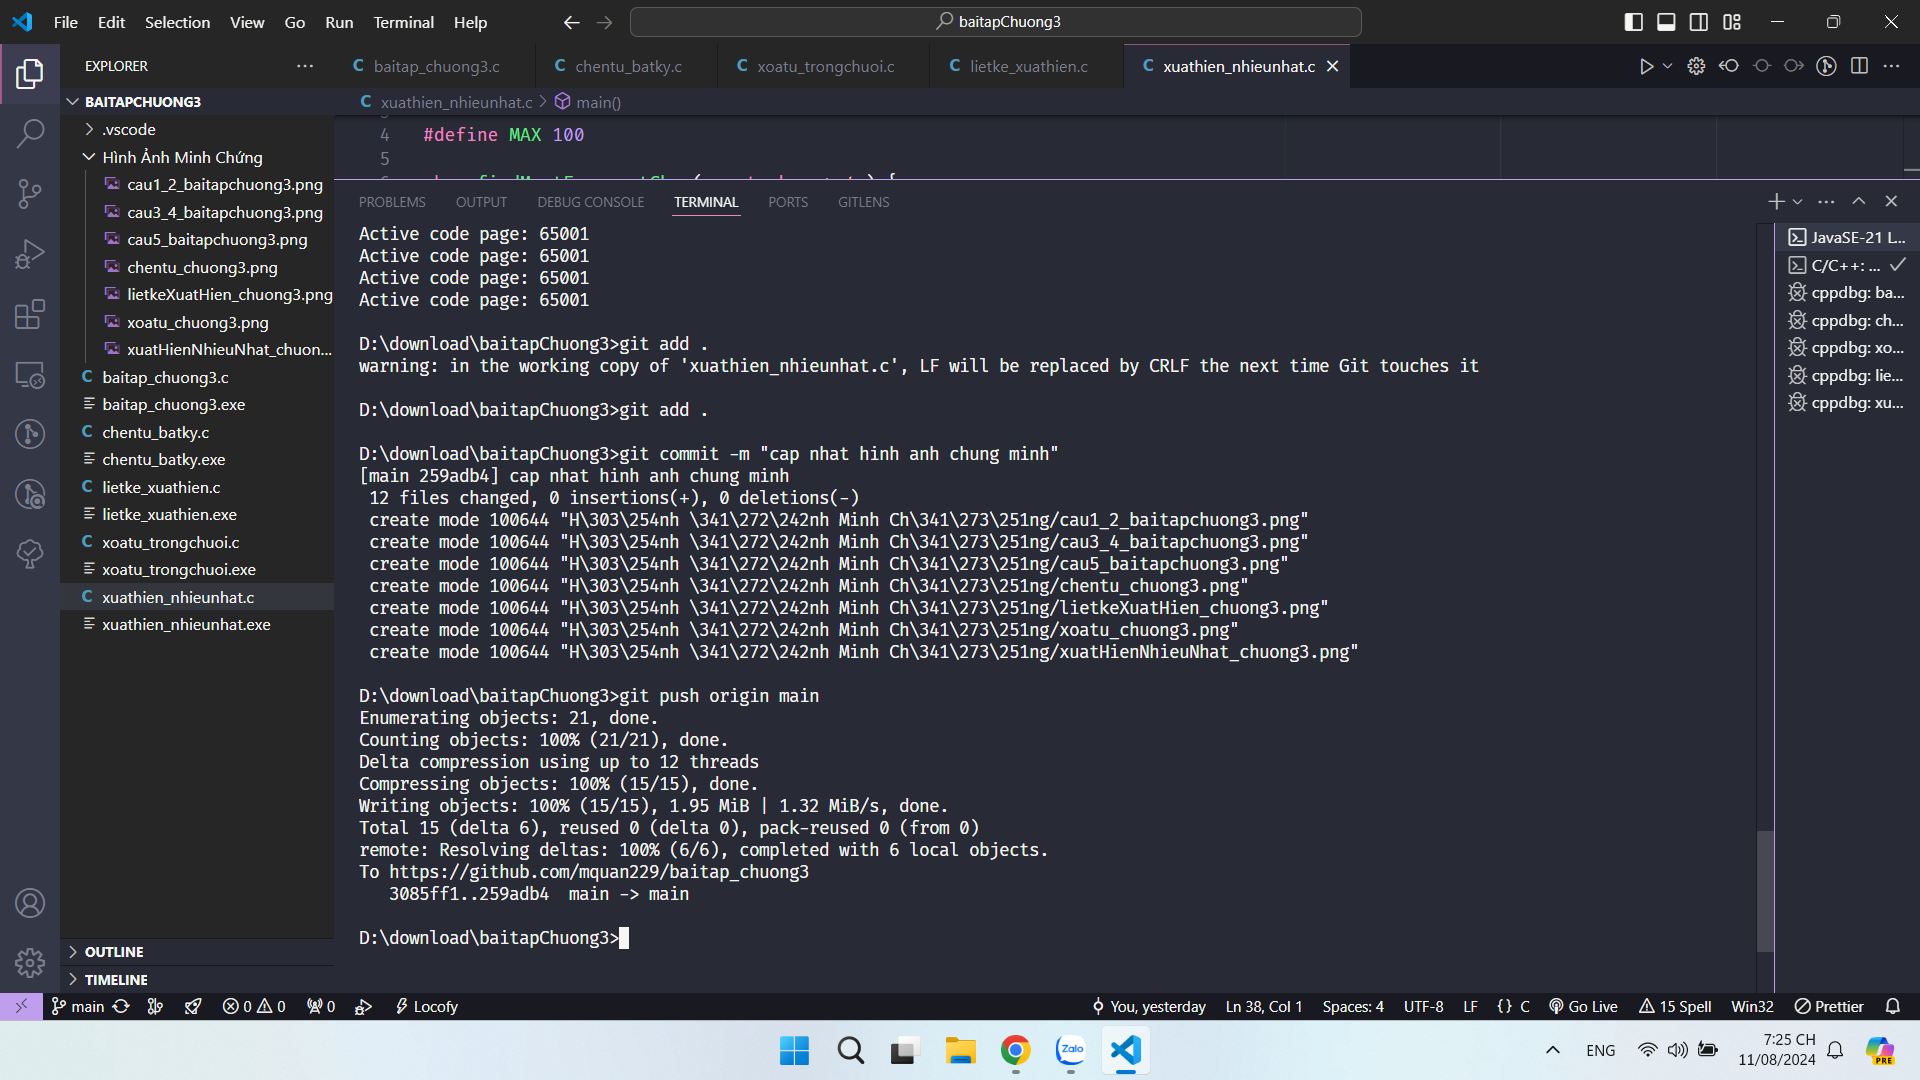 File Edit Selection View Go Run Terminal Help
baitapChuong3
EXPLORER
baitap_chuong3.c
chentu_batky.c
xoatu_trongchuoi.c
lietke_xuathien.c
xuathien_nhieunhat.c
BAITAPCHUONG3
.vscode
Hình Ảnh Minh Chứng
cau1_2_baitapchuong3.png
cau3_4_baitapchuong3.png
cau5_baitapchuong3.png
chentu_chuong3.png
lietkeXuatHien_chuong3.png
xoatu_chuong3.png
xuatHienNhieuNhat_chuon...
baitap_chuong3.c
baitap_chuong3.exe
chentu_batky.c
chentu_batky.exe
lietke_xuathien.c
lietke_xuathien.exe
xoatu_trongchuoi.c
xoatu_trongchuoi.exe
xuathien_nhieunhat.c
xuathien_nhieunhat.exe
OUTLINE
TIMELINE
xuathien_nhieunhat.c > main()
4 #define MAX 100
5
PROBLEMS OUTPUT DEBUG CONSOLE TERMINAL PORTS GITLENS
Active code page: 65001
Active code page: 65001
Active code page: 65001
Active code page: 65001
D:\download\baitapChuong3>git add .
warning: in the working copy of 'xuathien_nhieunhat.c', LF will be replaced by CRLF the next time Git touches it
D:\download\baitapChuong3>git add .
D:\download\baitapChuong3>git commit -m "cap nhat hinh anh chung minh"
[main 259adb4] cap nhat hinh anh chung minh
12 files changed, 0 insertions(+), 0 deletions(-)
create mode 100644 "H\303\254nh \341\272\242nh Minh Ch\341\273\251ng/cau1_2_baitapchuong3.png"
create mode 100644 "H\303\254nh \341\272\242nh Minh Ch\341\273\251ng/cau3_4_baitapchuong3.png"
create mode 100644 "H\303\254nh \341\272\242nh Minh Ch\341\273\251ng/cau5_baitapchuong3.png"
create mode 100644 "H\303\254nh \341\272\242nh Minh Ch\341\273\251ng/chentu_chuong3.png"
create mode 100644 "H\303\254nh \341\272\242nh Minh Ch\341\273\251ng/lietkeXuatHien_chuong3.png"
create mode 100644 "H\303\254nh \341\272\242nh Minh Ch\341\273\251ng/xoatu_chuong3.png"
create mode 100644 "H\303\254nh \341\272\242nh Minh Ch\341\273\251ng/xuatHienNhieuNhat_chuong3.png"
D:\download\baitapChuong3>git push origin main
Enumerating objects: 21, done.
Counting objects: 100% (21/21), done.
Delta compression using up to 12 threads
Compressing objects: 100% (15/15), done.
Writing objects: 100% (15/15), 1.95 MiB | 1.32 MiB/s, done.
Total 15 (delta 6), reused 0 (delta 0), pack-reused 0 (from 0)
remote: Resolving deltas: 100% (6/6), completed with 6 local objects.
To https://github.com/mquan229/baitap_chuong3
3085ff1..259adb4 main -> main
D:\download\baitapChuong3>
JavaSE-21 L...
C/C++: ...
cppdbg: ba...
cppdbg: ch...
cppdbg: xo...
cppdbg: lie...
cppdbg: xu...
main 0 0 0 Locofy
You, yesterday Ln 38, Col 1 Spaces: 4 UTF-8 LF {} C Go Live 15 Spell Win32 Prettier
Zalo
ENG
7:25 CH
11/08/2024
PRE